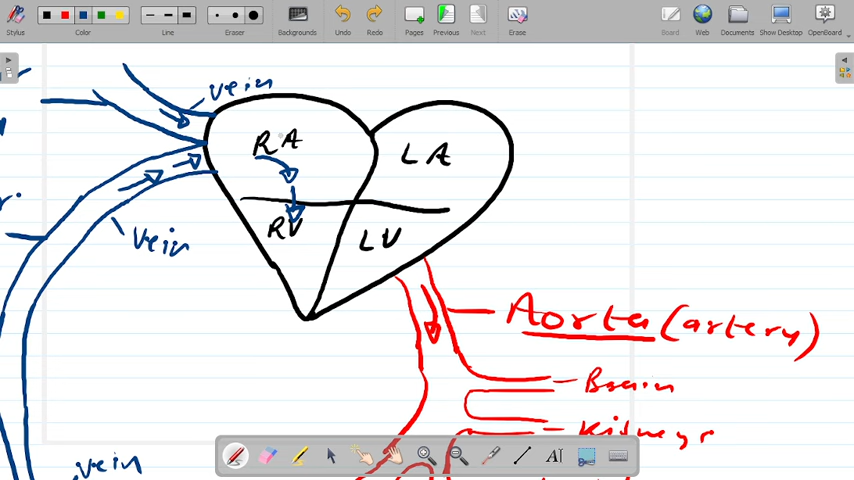 Stylus
Color
Line
Eraser
Backgrounds
Undo
Redo
Pages
Previous
Next
Erase
Board
Web
Documents
Show Desktop
OpenBoard
vein
RA
LA
r.
vein
RV
LV
Aorta (artery)
Brain
Kidneys
vein